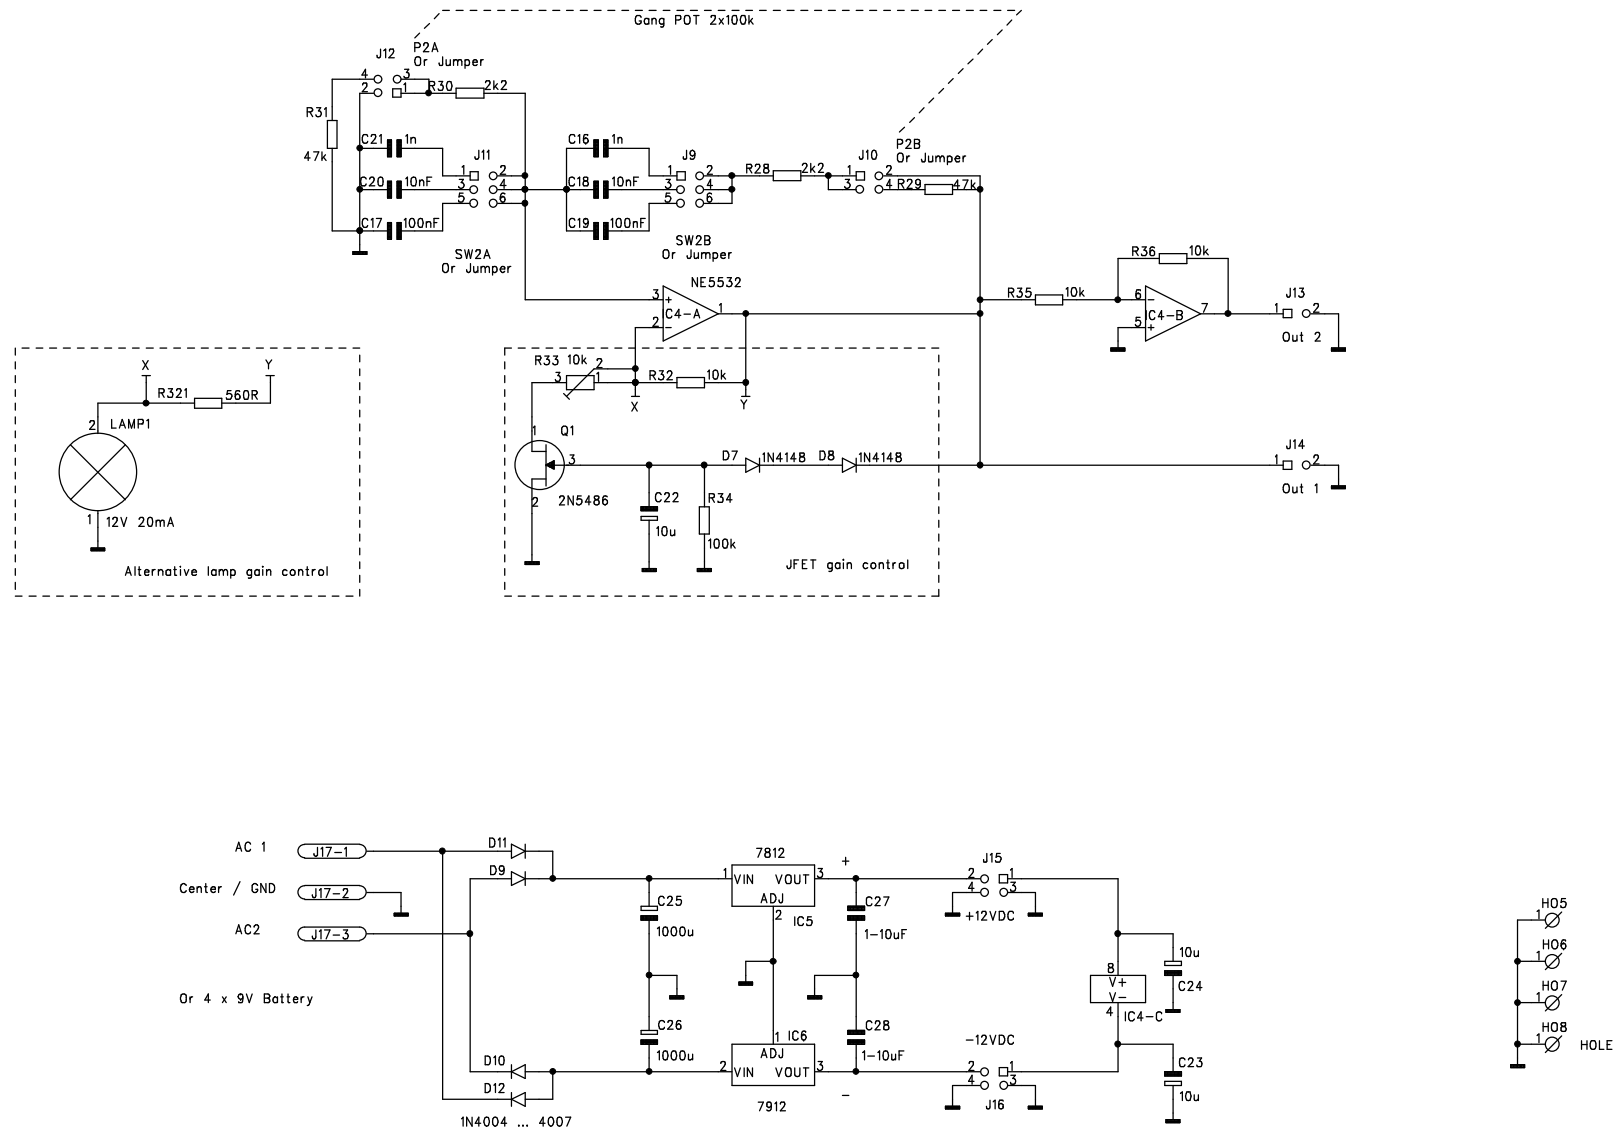 Gang POT 2x100k
J12
P2A
Or Jumper
4
3
2
1
R30
2k2
R31
47k
C21
1n
J11
1
2
C20
10nF
3
4
5
6
C17
100nF
SW2A
Or Jumper
C16
1n
J9
1
2
C18
10nF
3
4
5
6
C19
100nF
SW2B
Or Jumper
R28
2k2
J10
P2B
Or Jumper
1
2
3
4
R29
47k
NE5532
3
+
IC4-A
1
2
−
R36
10k
R35
10k
6
−
IC4-B
7
5
+
J13
1
2
Out 2
R33
10k
2
3
1
R32
10k
X
Y
Q1
1
3
2
2N5486
D7
1N4148
D8
1N4148
C22
10u
R34
100k
JFET gain control
J14
1
2
Out 1
X
Y
R321
560R
2
LAMP1
1
12V 20mA
Alternative lamp gain control
AC 1
J17-1
Center / GND
J17-2
AC2
J17-3
Or 4 x 9V Battery
D11
D9
D10
D12
1N4004 ... 4007
C25
1000u
C26
1000u
7812
1
VIN
VOUT
3
ADJ
2
IC5
+
C27
1-10uF
1
IC6
ADJ
2
VIN
VOUT
3
7912
C28
1-10uF
−
J15
2
1
4
3
+12VDC
-12VDC
2
1
4
3
J16
8
V+
V−
4
IC4-C
10u
C24
C23
10u
HO5
1
HO6
1
HO7
1
HO8
1
HOLE